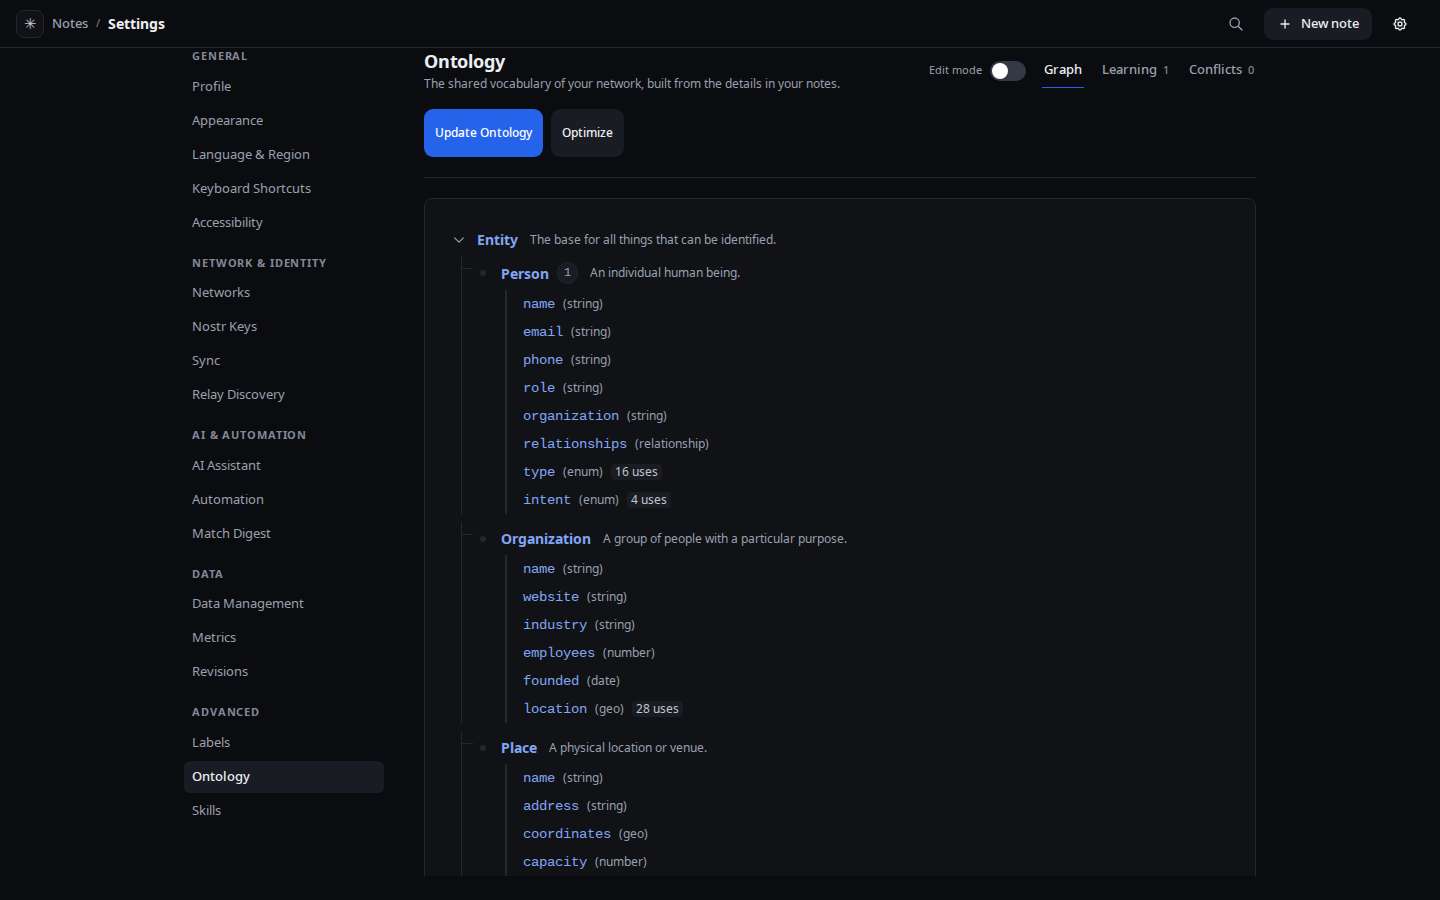 Notes / Settings
New note
GENERAL
Profile
Appearance
Language & Region
Keyboard Shortcuts
Accessibility
NETWORK & IDENTITY
Networks
Nostr Keys
Sync
Relay Discovery
AI & AUTOMATION
AI Assistant
Automation
Match Digest
DATA
Data Management
Metrics
Revisions
ADVANCED
Labels
Ontology
Skills
Ontology
The shared vocabulary of your network, built from the details in your notes.
Edit mode
Graph
Learning 1
Conflicts 0
Update Ontology
Optimize
Entity The base for all things that can be identified.
Person 1 An individual human being.
name (string)
email (string)
phone (string)
role (string)
organization (string)
relationships (relationship)
type (enum) 16 uses
intent (enum) 4 uses
Organization A group of people with a particular purpose.
name (string)
website (string)
industry (string)
employees (number)
founded (date)
location (geo) 28 uses
Place A physical location or venue.
name (string)
address (string)
coordinates (geo)
capacity (number)